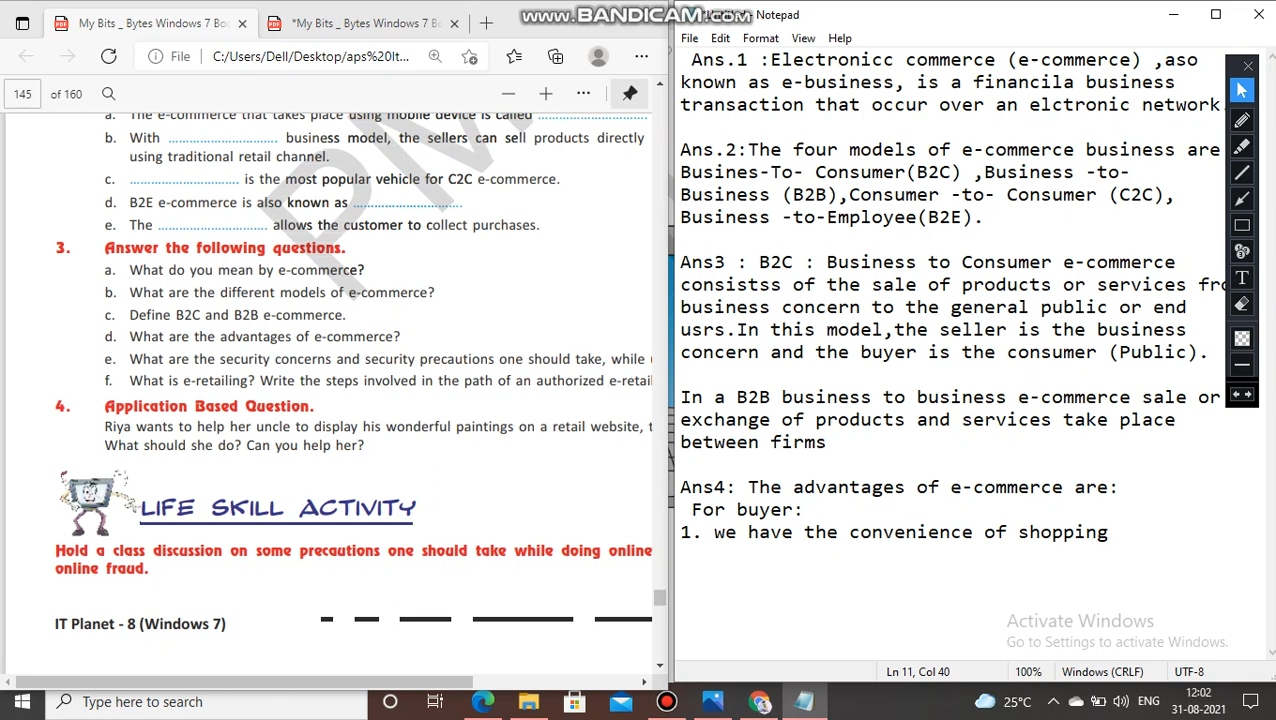 www.BANDICAM.com
My Bits _ Bytes Windows 7 Bo
*My Bits _ Bytes Windows 7 Bo
Notepad
File C:/Users/Dell/Desktop/aps%20It...
File Edit Format View Help
145 of 160
a. The e-commerce that takes place using mobile device is called
b. With ............................ business model, the sellers can sell products directly
using traditional retail channel.
c. ............................ is the most popular vehicle for C2C e-commerce.
d. B2E e-commerce is also known as ............................
e. The ............................ allows the customer to collect purchases.
3. Answer the following questions.
a. What do you mean by e-commerce?
b. What are the different models of e-commerce?
c. Define B2C and B2B e-commerce.
d. What are the advantages of e-commerce?
e. What are the security concerns and security precautions one should take, while
f. What is e-retailing? Write the steps involved in the path of an authorized e-retai
4. Application Based Question.
Riya wants to help her uncle to display his wonderful paintings on a retail website, t
What should she do? Can you help her?
LIFE SKILL ACTIVITY
Hold a class discussion on some precautions one should take while doing online
online fraud.
IT Planet - 8 (Windows 7)
Ans.1 :Electronicc commerce (e-commerce) ,aso
known as e-business, is a financila business
transaction that occur over an elctronic network
Ans.2:The four models of e-commerce business are
Busines-To- Consumer(B2C) ,Business -to-
Business (B2B),Consumer -to- Consumer (C2C),
Business -to-Employee(B2E).
Ans3 : B2C : Business to Consumer e-commerce
consistss of the sale of products or services fro
business concern to the general public or end
usrs.In this model,the seller is the business
concern and the buyer is the consumer (Public).
In a B2B business to business e-commerce sale or
exchange of products and services take place
between firms
Ans4: The advantages of e-commerce are:
For buyer:
1. we have the convenience of shopping
Activate Windows
Go to Settings to activate Windows.
Ln 11, Col 40 100% Windows (CRLF) UTF-8
Type here to search
25°C ENG 12:02
31-08-2021